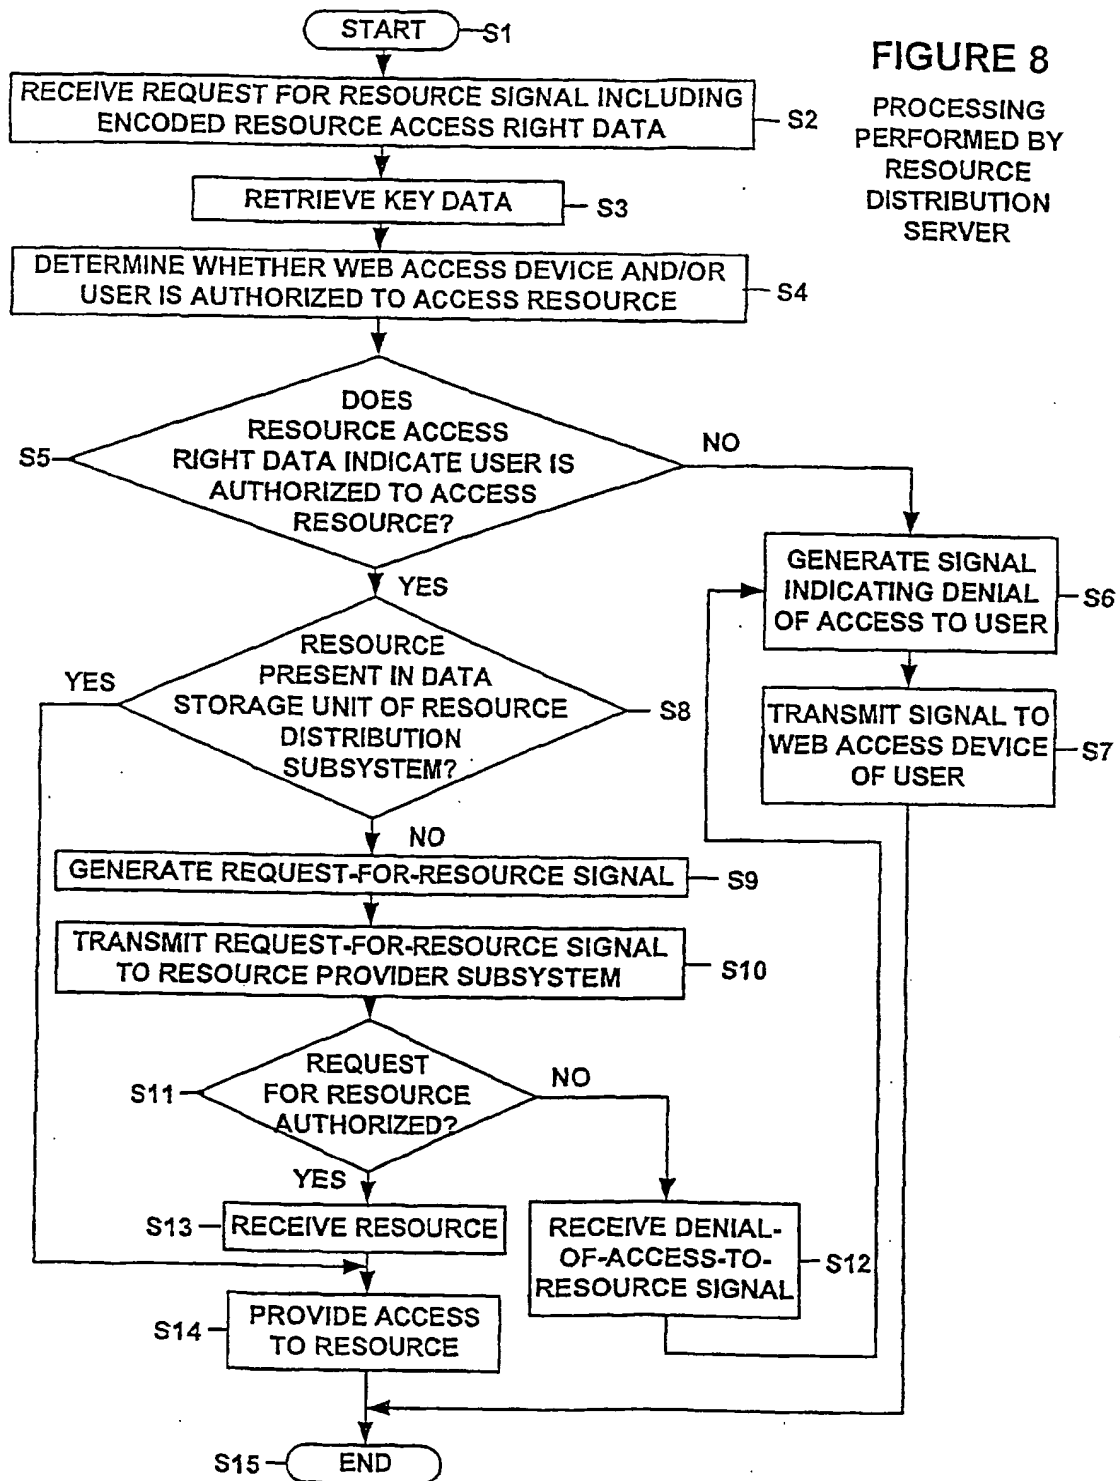 START
S1
FIGURE 8
PROCESSING
PERFORMED BY
RESOURCE
DISTRIBUTION
SERVER
RECEIVE REQUEST FOR RESOURCE SIGNAL INCLUDING
ENCODED RESOURCE ACCESS RIGHT DATA
S2
RETRIEVE KEY DATA
S3
DETERMINE WHETHER WEB ACCESS DEVICE AND/OR
USER IS AUTHORIZED TO ACCESS RESOURCE
S4
DOES
RESOURCE ACCESS
RIGHT DATA INDICATE USER IS
AUTHORIZED TO ACCESS
RESOURCE?
S5
NO
YES
GENERATE SIGNAL
INDICATING DENIAL
OF ACCESS TO USER
S6
TRANSMIT SIGNAL TO
WEB ACCESS DEVICE
OF USER
S7
RESOURCE
PRESENT IN DATA
STORAGE UNIT OF RESOURCE
DISTRIBUTION
SUBSYSTEM?
S8
YES
NO
GENERATE REQUEST-FOR-RESOURCE SIGNAL
S9
TRANSMIT REQUEST-FOR-RESOURCE SIGNAL
TO RESOURCE PROVIDER SUBSYSTEM
S10
REQUEST
FOR RESOURCE
AUTHORIZED?
S11
NO
YES
RECEIVE DENIAL-
OF-ACCESS-TO-
RESOURCE SIGNAL
S12
S13
RECEIVE RESOURCE
S14
PROVIDE ACCESS
TO RESOURCE
S15
END